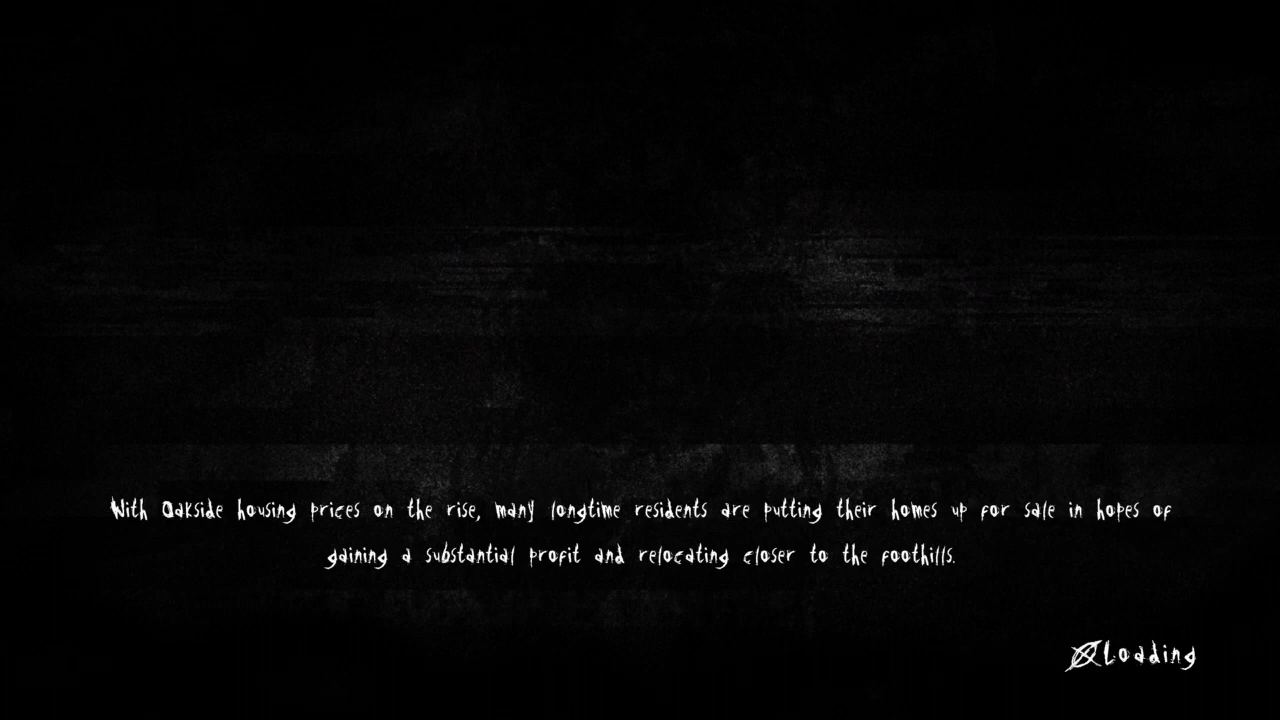 With Oakside housing prices on the rise, many longtime residents are putting their homes up for sale in hopes of
gaining a substantial profit and relocating closer to the foothills.
Loading